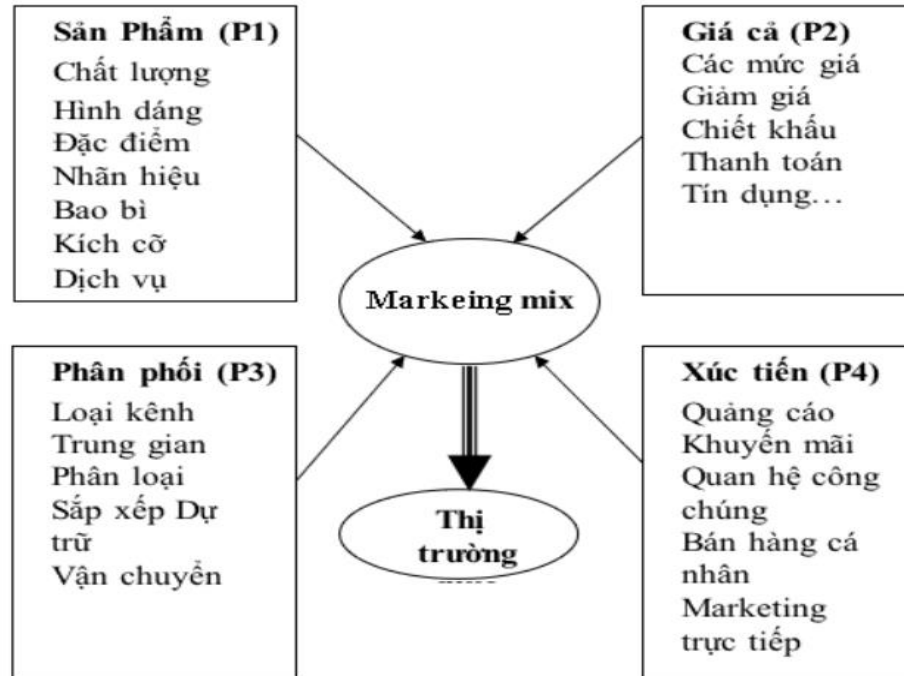 Sản Phẩm (P1)
Chất lượng
Hình dáng
Đặc điểm
Nhãn hiệu
Bao bì
Kích cỡ
Dịch vụ
Giá cả (P2)
Các mức giá
Giảm giá
Chiết khấu
Thanh toán
Tín dụng...
Markeing mix
Phân phối (P3)
Loại kênh
Trung gian
Phân loại
Sắp xếp Dự
trữ
Vận chuyển
Thị
trường
Xúc tiến (P4)
Quảng cáo
Khuyến mãi
Quan hệ công
chúng
Bán hàng cá
nhân
Marketing
trực tiếp